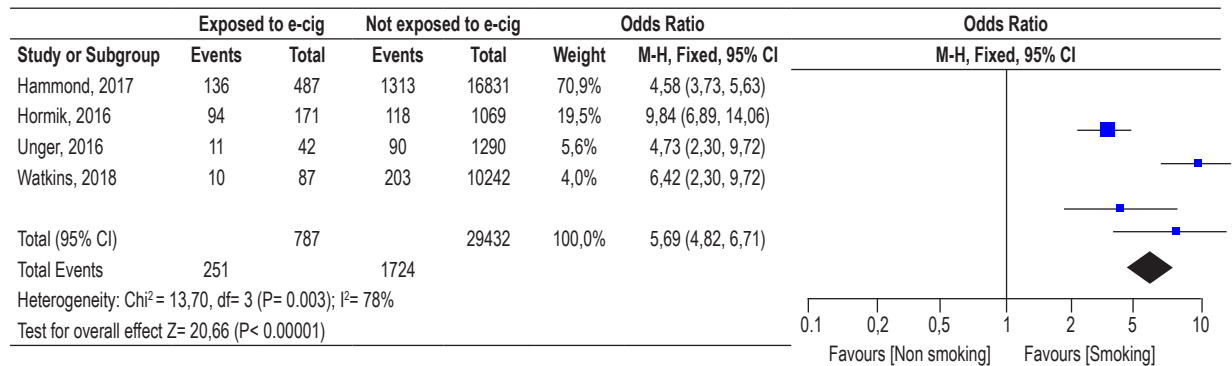 Exposed to e-cig Not exposed to e-cig Odds Ratio Odds Ratio
Study or Subgroup Events Total Events Total Weight M-H, Fixed, 95% CI M-H, Fixed, 95% CI
Hammond, 2017 136 487 1313 16831 70,9% 4,58 (3,73, 5,63)
Hormik, 2016 94 171 118 1069 19,5% 9,84 (6,89, 14,06)
Unger, 2016 11 42 90 1290 5,6% 4,73 (2,30, 9,72)
Watkins, 2018 10 87 203 10242 4,0% 6,42 (2,30, 9,72)
Total (95% CI) 787 29432 100,0% 5,69 (4,82, 6,71)
Total Events 251 1724
Heterogeneity: Chi² = 13,70, df= 3 (P= 0.003); I²= 78%
Test for overall effect Z= 20,66 (P< 0.00001)
0.1 0,2 0,5 1 2 5 10
Favours [Non smoking] Favours [Smoking]